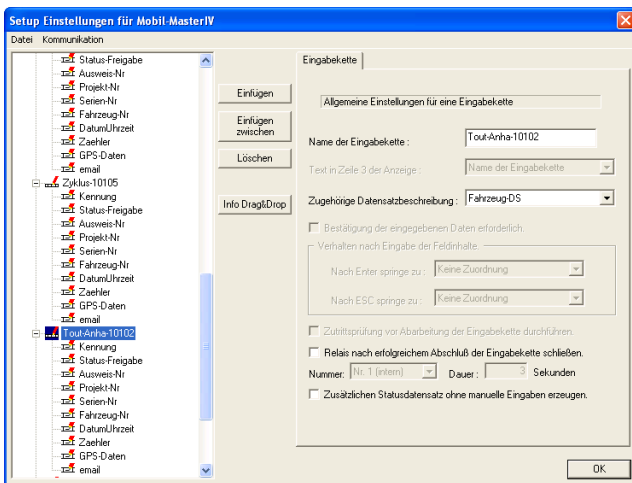 Setup Einstellungen für Mobil-MasterIV
Datei Kommunikation
Status-Freigabe
Ausweis-Nr
Projekt-Nr
Serien-Nr
Fahrzeug-Nr
DatumUhrzeit
Zaehler
GPS-Daten
email
Zyklus-10105
Kennung
Status-Freigabe
Ausweis-Nr
Projekt-Nr
Serien-Nr
Fahrzeug-Nr
DatumUhrzeit
Zaehler
GPS-Daten
email
Tout-Anha-10102
Kennung
Status-Freigabe
Ausweis-Nr
Projekt-Nr
Serien-Nr
Fahrzeug-Nr
DatumUhrzeit
Zaehler
GPS-Daten
email
Einfügen
Einfügen
zwischen
Löschen
Info Drag&Drop
Eingabekette
Allgemeine Einstellungen für eine Eingabekette
Name der Eingabekette : Tout-Anha-10102
Text in Zeile 3 der Anzeige : Name der Eingabekette
Zugehörige Datensatzbeschreibung : Fahrzeug-DS
Bestätigung der eingegebenen Daten erforderlich.
Verhalten nach Eingabe der Feldinhalte
Nach Enter springe zu : Keine Zuordnung
Nach ESC springe zu : Keine Zuordnung
Zutrittsprüfung vor Abarbeitung der Eingabekette durchführen.
Relais nach erfolgreichem Abschluß der Eingabekette schließen.
Nummer: Nr. 1 (intern) Dauer : 3 Sekunden
Zusätzlichen Statusdatensatz ohne manuelle Eingaben erzeugen.
OK